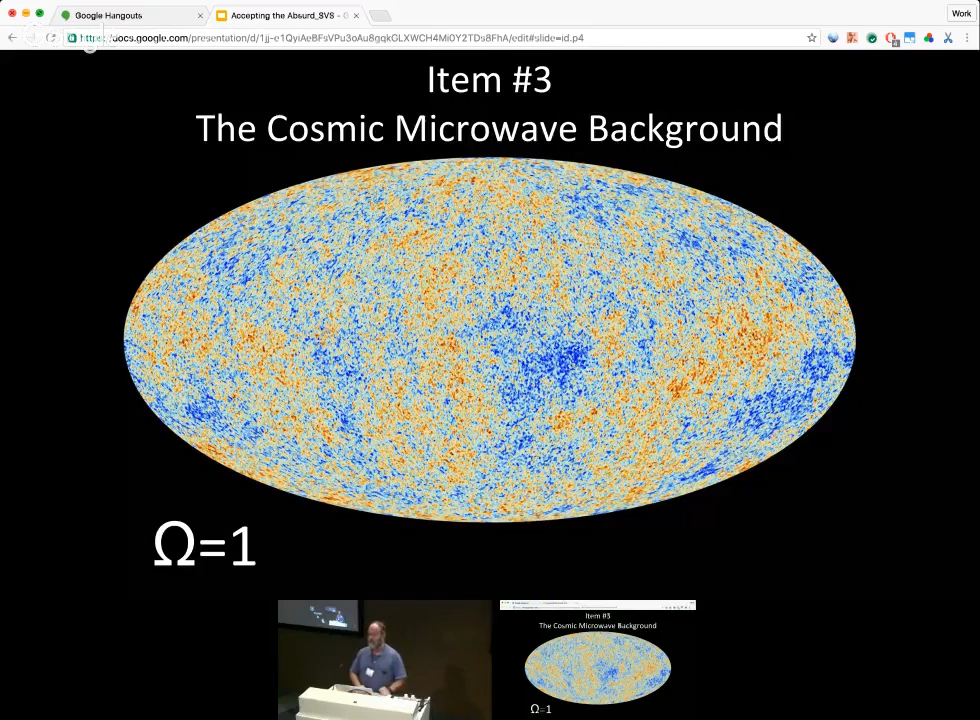 Google Hangouts
Accepting the Absurd_SVS - G
Work
https://docs.google.com/presentation/d/1jj-e1QyiAeBFsVPu3oAu8gqkGLXWCH4Mi0Y2TDs8FhA/edit#slide=id.p4
Item #3
The Cosmic Microwave Background
Ω=1
Item #3
The Cosmic Microwave Background
Ω=1